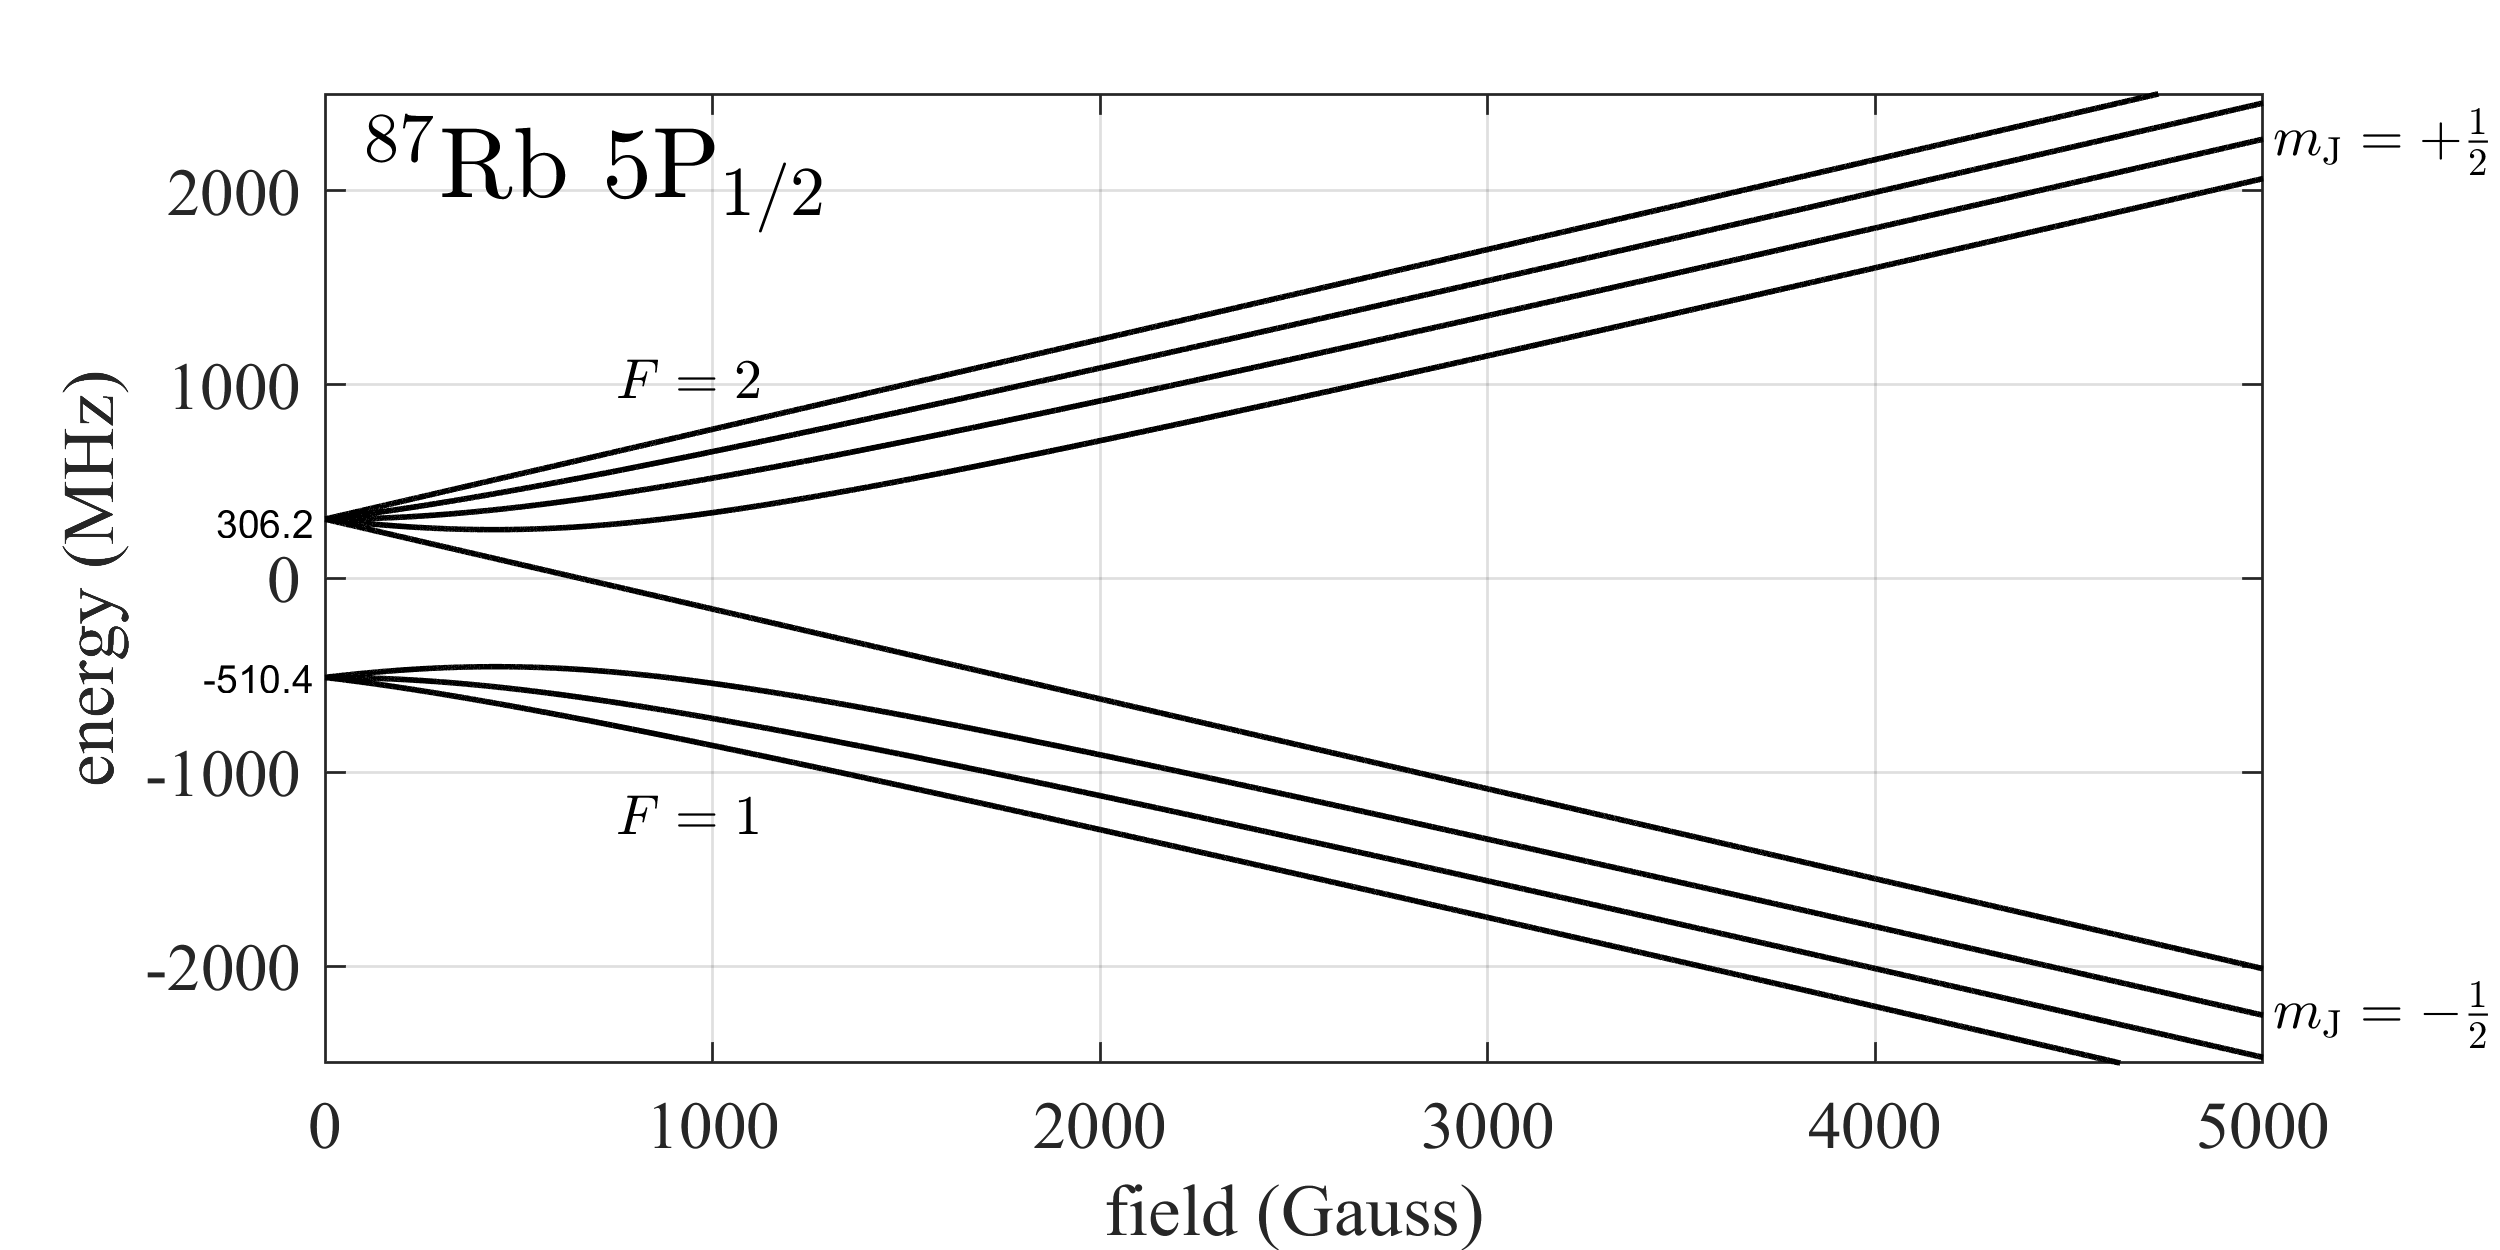 ⁸⁷Rb 5P₁/₂
mJ = +1/2
2000
F = 2
1000
306.2
0
energy (MHz)
-510.4
-1000
F = 1
-2000
mJ = −1/2
0 1000 2000 3000 4000 5000
field (Gauss)